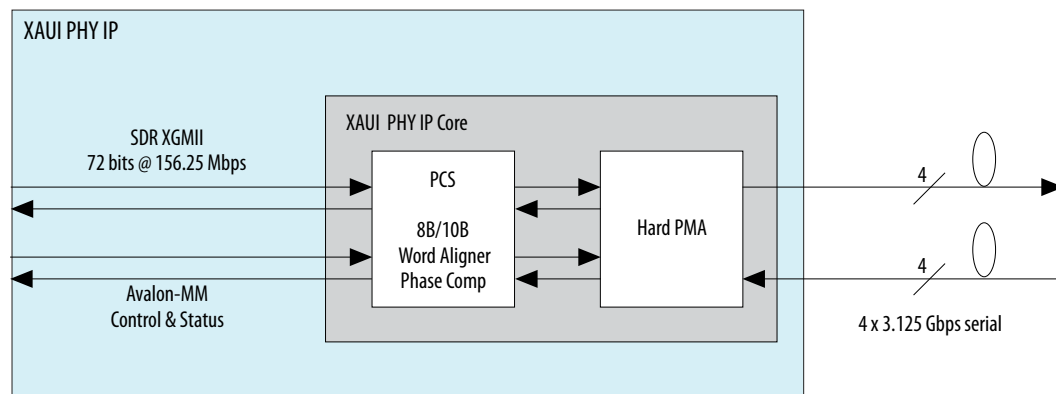 XAUI PHY IP
XAUI PHY IP Core
SDR XGMII
72 bits @ 156.25 Mbps
PCS
8B/10B
Word Aligner
Phase Comp
Hard PMA
Avalon-MM
Control & Status
4
4
4 x 3.125 Gbps serial